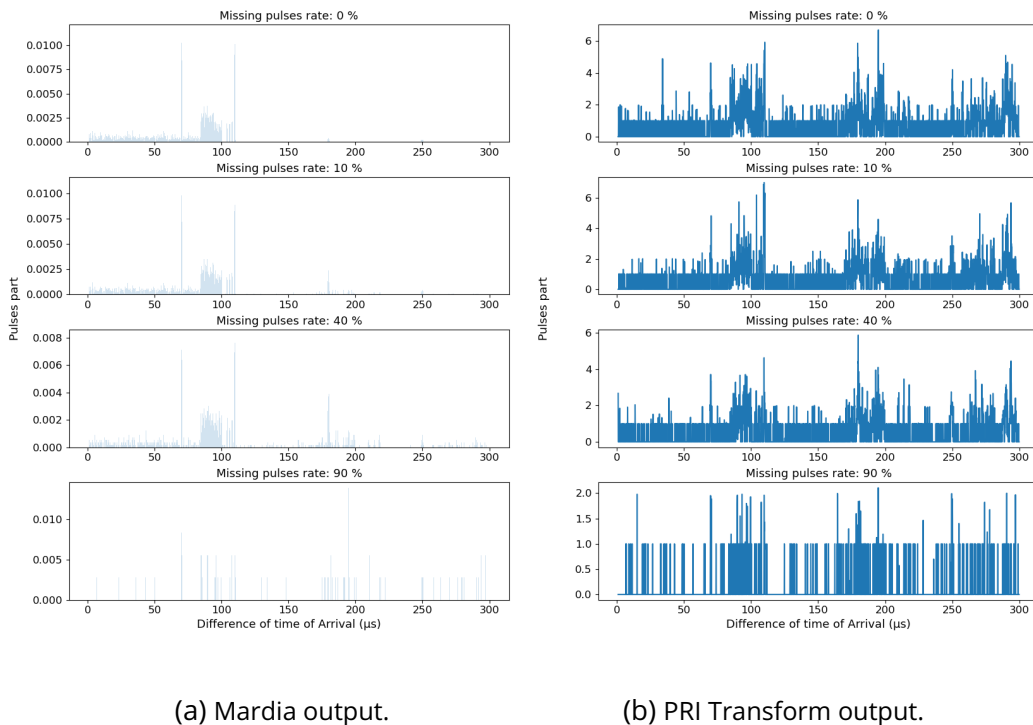 Missing pulses rate: 0 %
0.0100
0.0075
0.0050
0.0025
0.0000
0 50 100 150 200 250 300
Missing pulses rate: 10 %
0.0100
0.0075
0.0050
0.0025
0.0000
0 50 100 150 200 250 300
Missing pulses rate: 40 %
0.008
0.006
0.004
0.002
0.000
0 50 100 150 200 250 300
Missing pulses rate: 90 %
0.010
0.005
0.000
0 50 100 150 200 250 300
Difference of time of Arrival (μs)
Pulses part
(a) Mardia output.
Missing pulses rate: 0 %
6
4
2
0
0 50 100 150 200 250 300
Missing pulses rate: 10 %
6
4
2
0
0 50 100 150 200 250 300
Missing pulses rate: 40 %
6
4
2
0
0 50 100 150 200 250 300
Missing pulses rate: 90 %
2.0
1.5
1.0
0.5
0.0
0 50 100 150 200 250 300
Difference of time of Arrival (μs)
Pulses part
(b) PRI Transform output.